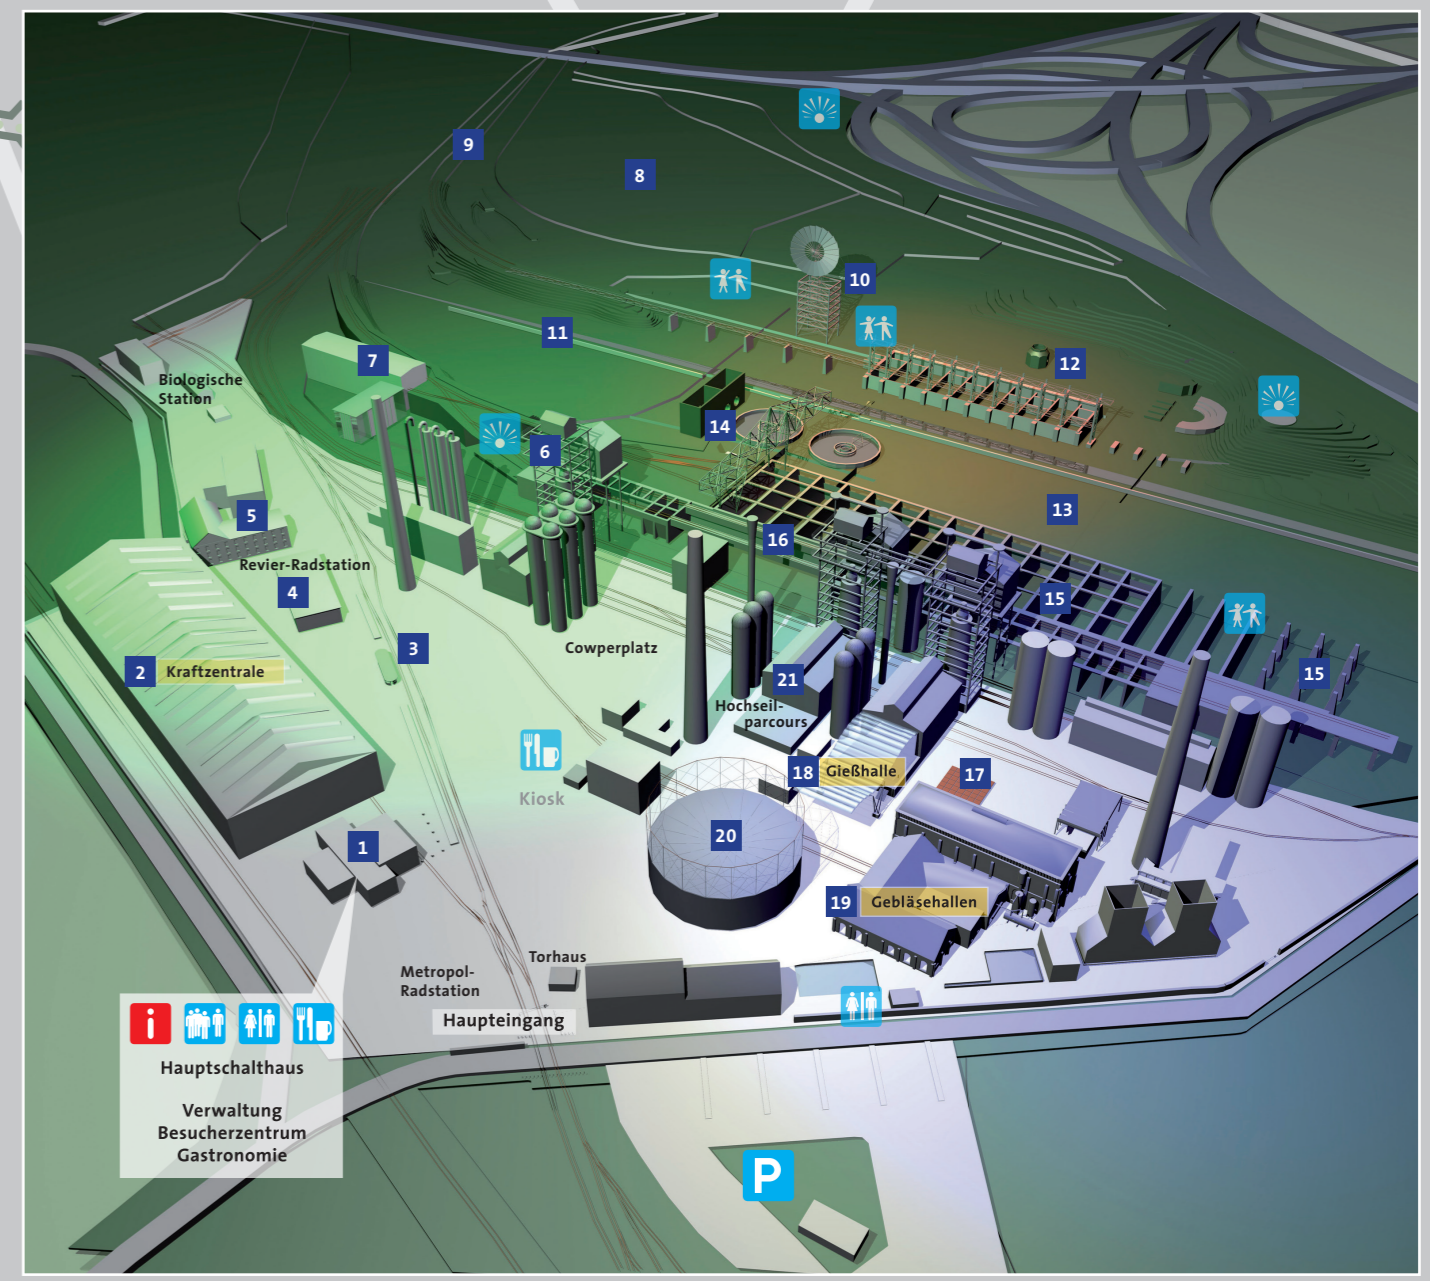 9
8
10
11
12
7
Biologische
Station
14
6
13
5
16
Revier-Radstation
4
15
3
Cowperplatz
2
Kraftzentrale
21
15
Hochseil-
parcours
18
Gießhalle
17
Kiosk
20
1
19
Gebläsehallen
Torhaus
Metropol-
Radstation
Haupteingang
i
Hauptschalthaus
Verwaltung
Besucherzentrum
Gastronomie
P